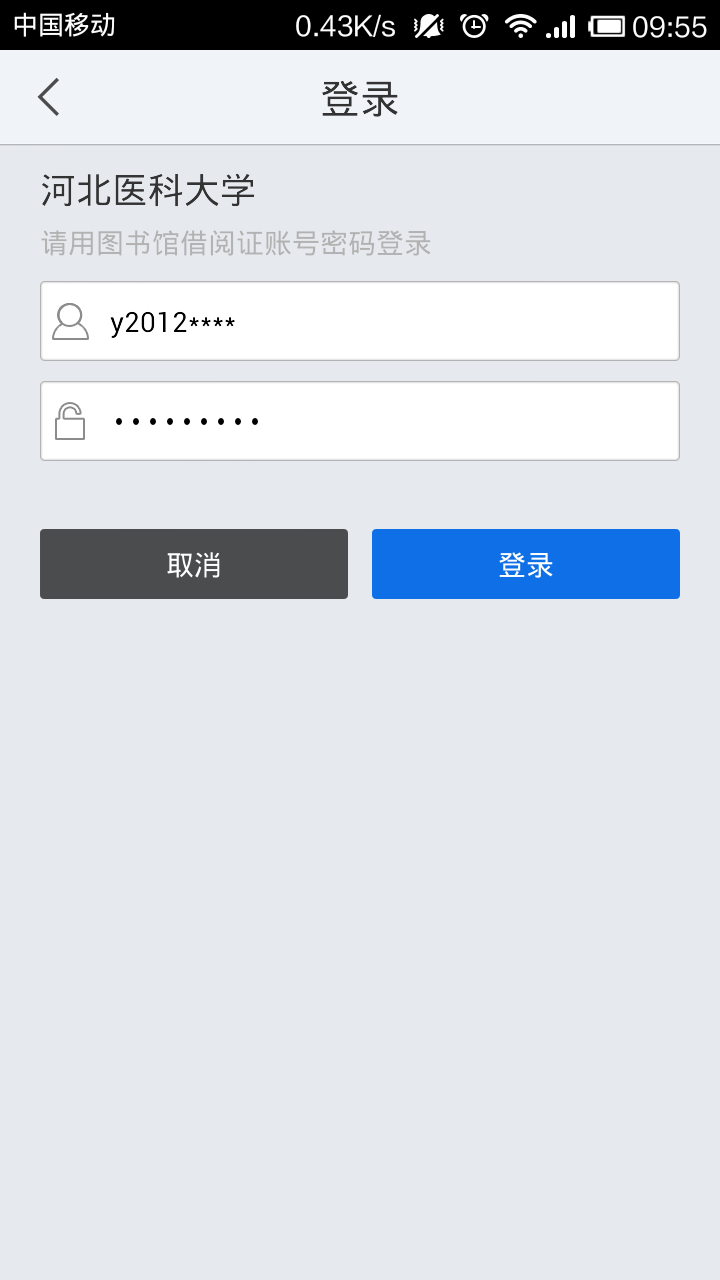 中国移动 0.43K/s 09:55
登录
河北医科大学
请用图书馆借阅证账号密码登录
y2012****
•••••••••
取消 登录